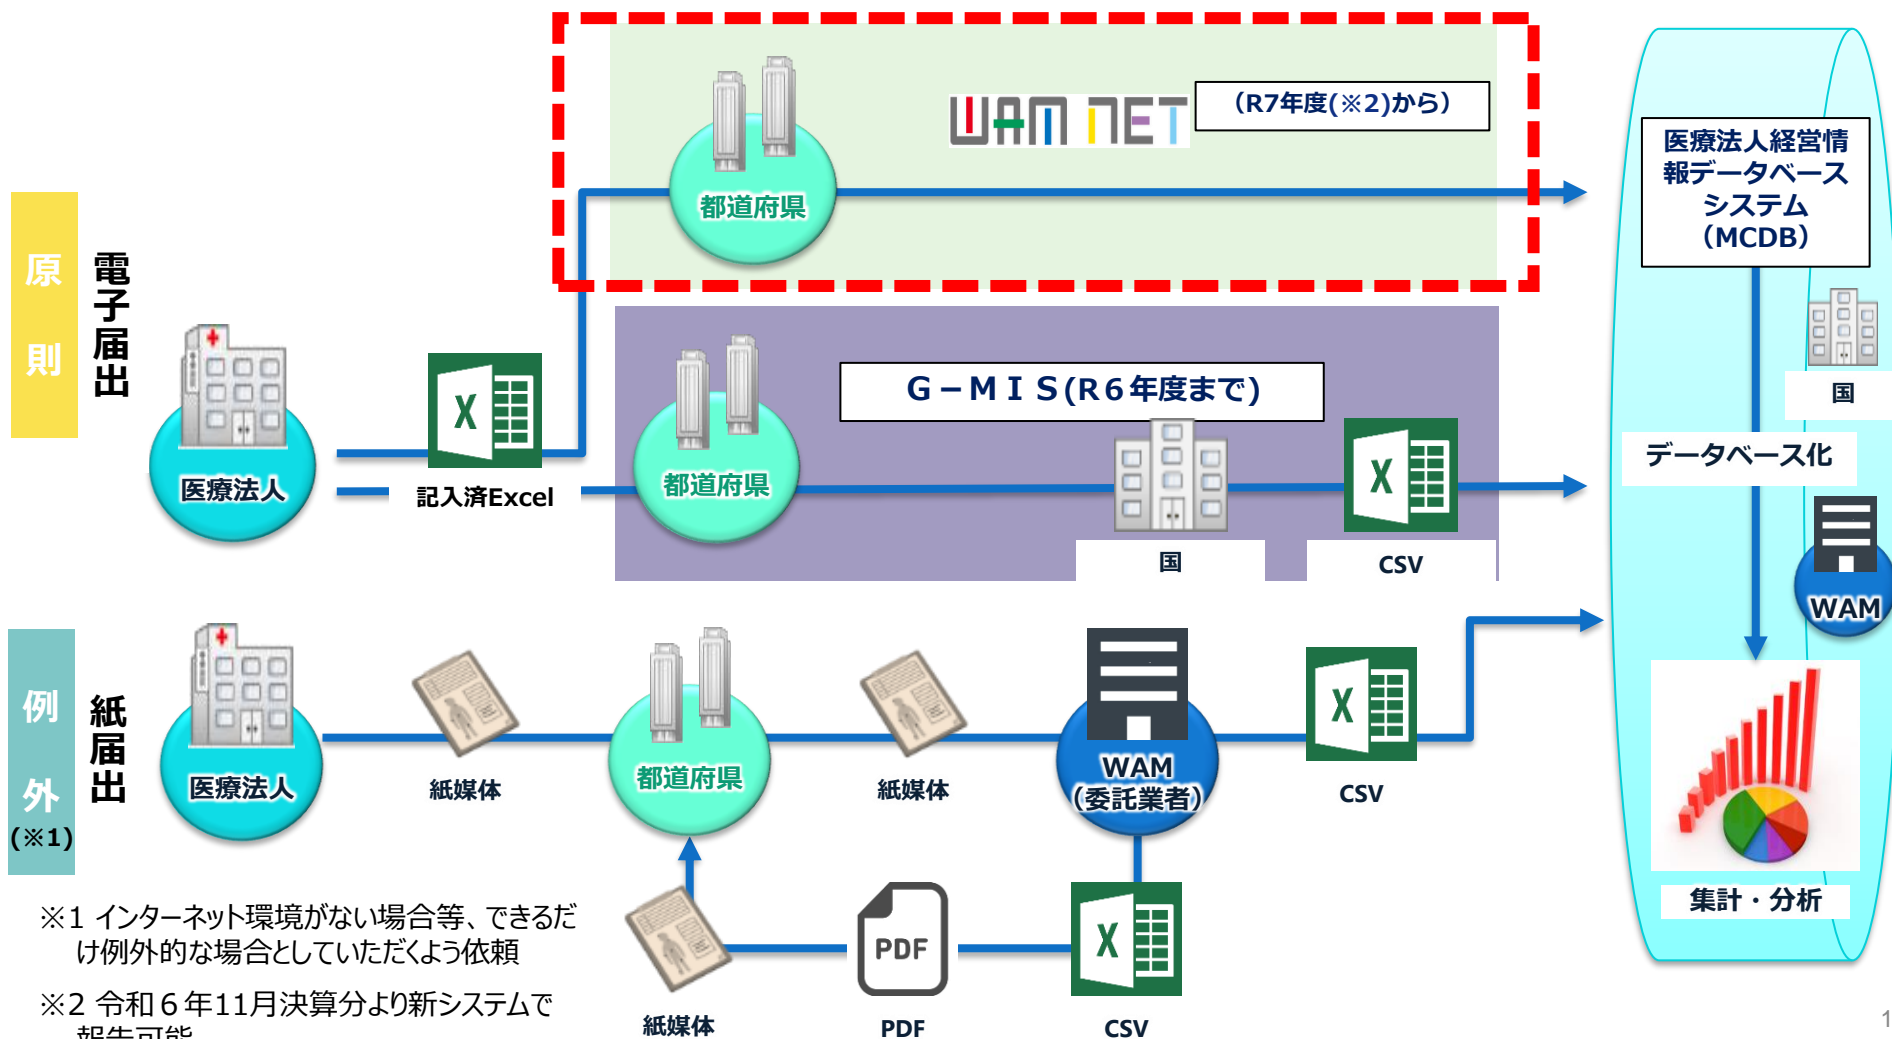 WAM NET
(R7年度(※2)から)
医療法人経営情
報データベース
システム
(MCDB)
都道府県
原則
電子届出
G-MIS(R6年度まで)
国
医療法人
記入済Excel
X
都道府県
国
X
CSV
データベース化
WAM
例外
(※1)
紙届出
医療法人
紙媒体
都道府県
紙媒体
WAM
(委託業者)
X
CSV
集計・分析
紙媒体
PDF
PDF
X
CSV
※1 インターネット環境がない場合等、できるだ
け例外的な場合としていただくよう依頼
※2 令和6年11月決算分より新システムで
報告可能
1